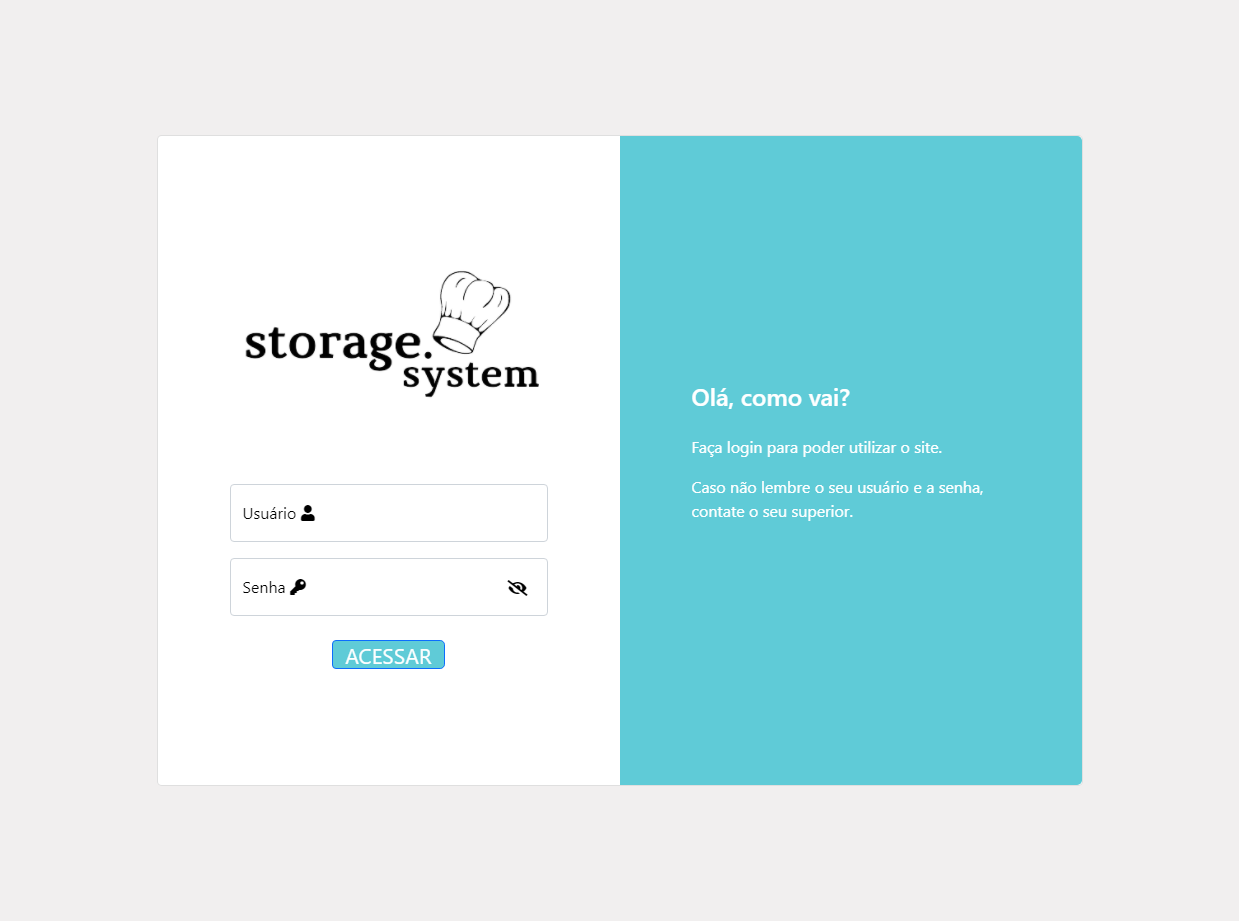 storage.
system
Usuário
Senha
ACESSAR
Olá, como vai?
Faça login para poder utilizar o site.
Caso não lembre o seu usuário e a senha,
contate o seu superior.